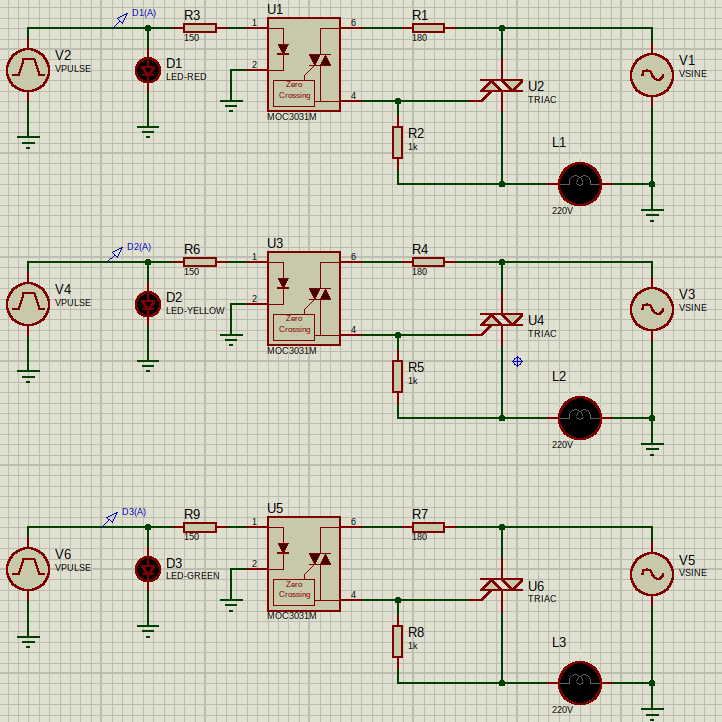 D1(A)
R3
150
U1
1
6
2
4
Zero
Crossing
MOC3031M
R1
180
V2
VPULSE
D1
LED-RED
V1
VSINE
U2
TRIAC
R2
1k
L1
220V
D2(A)
R6
150
U3
1
6
2
4
Zero
Crossing
MOC3031M
R4
180
V4
VPULSE
D2
LED-YELLOW
V3
VSINE
U4
TRIAC
R5
1k
L2
220V
D3(A)
R9
150
U5
1
6
2
4
Zero
Crossing
MOC3031M
R7
180
V6
VPULSE
D3
LED-GREEN
V5
VSINE
U6
TRIAC
R8
1k
L3
220V